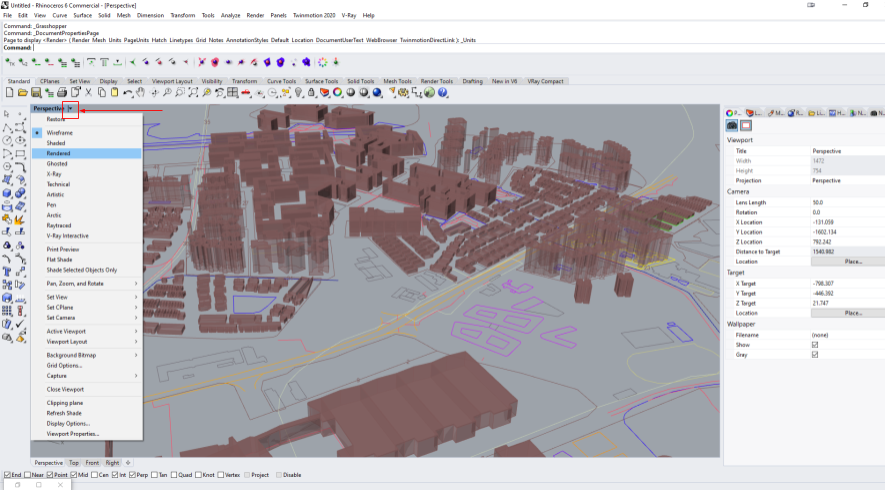 Untitled - Rhinoceros 6 Commercial - [Perspective]
File Edit View Curve Surface Solid Mesh Dimension Transform Tools Analyze Render Panels Twinmotion 2020 V-Ray Help
Command: _Grasshopper
Command: _DocumentPropertiesPage
Page to display <Render> ( Render Mesh Units PageUnits Hatch Linetypes Grid Notes AnnotationStyles Default Location DocumentUserText WebBrowser TwinmotionDirectLink ): _Units
Command:
Standard CPlanes Set View Display Select Viewport Layout Visibility Transform Curve Tools Surface Tools Solid Tools Mesh Tools Render Tools Drafting New in V6 VRay Compact
Perspective
Restore
Wireframe
Shaded
Rendered
Ghosted
X-Ray
Technical
Artistic
Pen
Arctic
Raytraced
V-Ray Interactive
Print Preview
Flat Shade
Shade Selected Objects Only
Pan, Zoom, and Rotate
Set View
Set CPlane
Set Camera
Active Viewport
Viewport Layout
Background Bitmap
Grid Options...
Capture
Close Viewport
Clipping plane
Refresh Shade
Display Options...
Viewport Properties...
P... L... M... R... Li... H... N... N...
Viewport
Title Perspective
Width 1472
Height 754
Projection Perspective
Camera
Lens Length 50.0
Rotation 0.0
X Location -131.039
Y Location -1602.134
Z Location 792.242
Distance to Target 1540.882
Location Place...
Target
X Target -798.307
Y Target -446.392
Z Target 21.747
Location Place...
Wallpaper
Filename (none)
Show
Gray
Perspective Top Front Right
End Near Point Mid Cen Int Perp Tan Quad Knot Vertex Project Disable